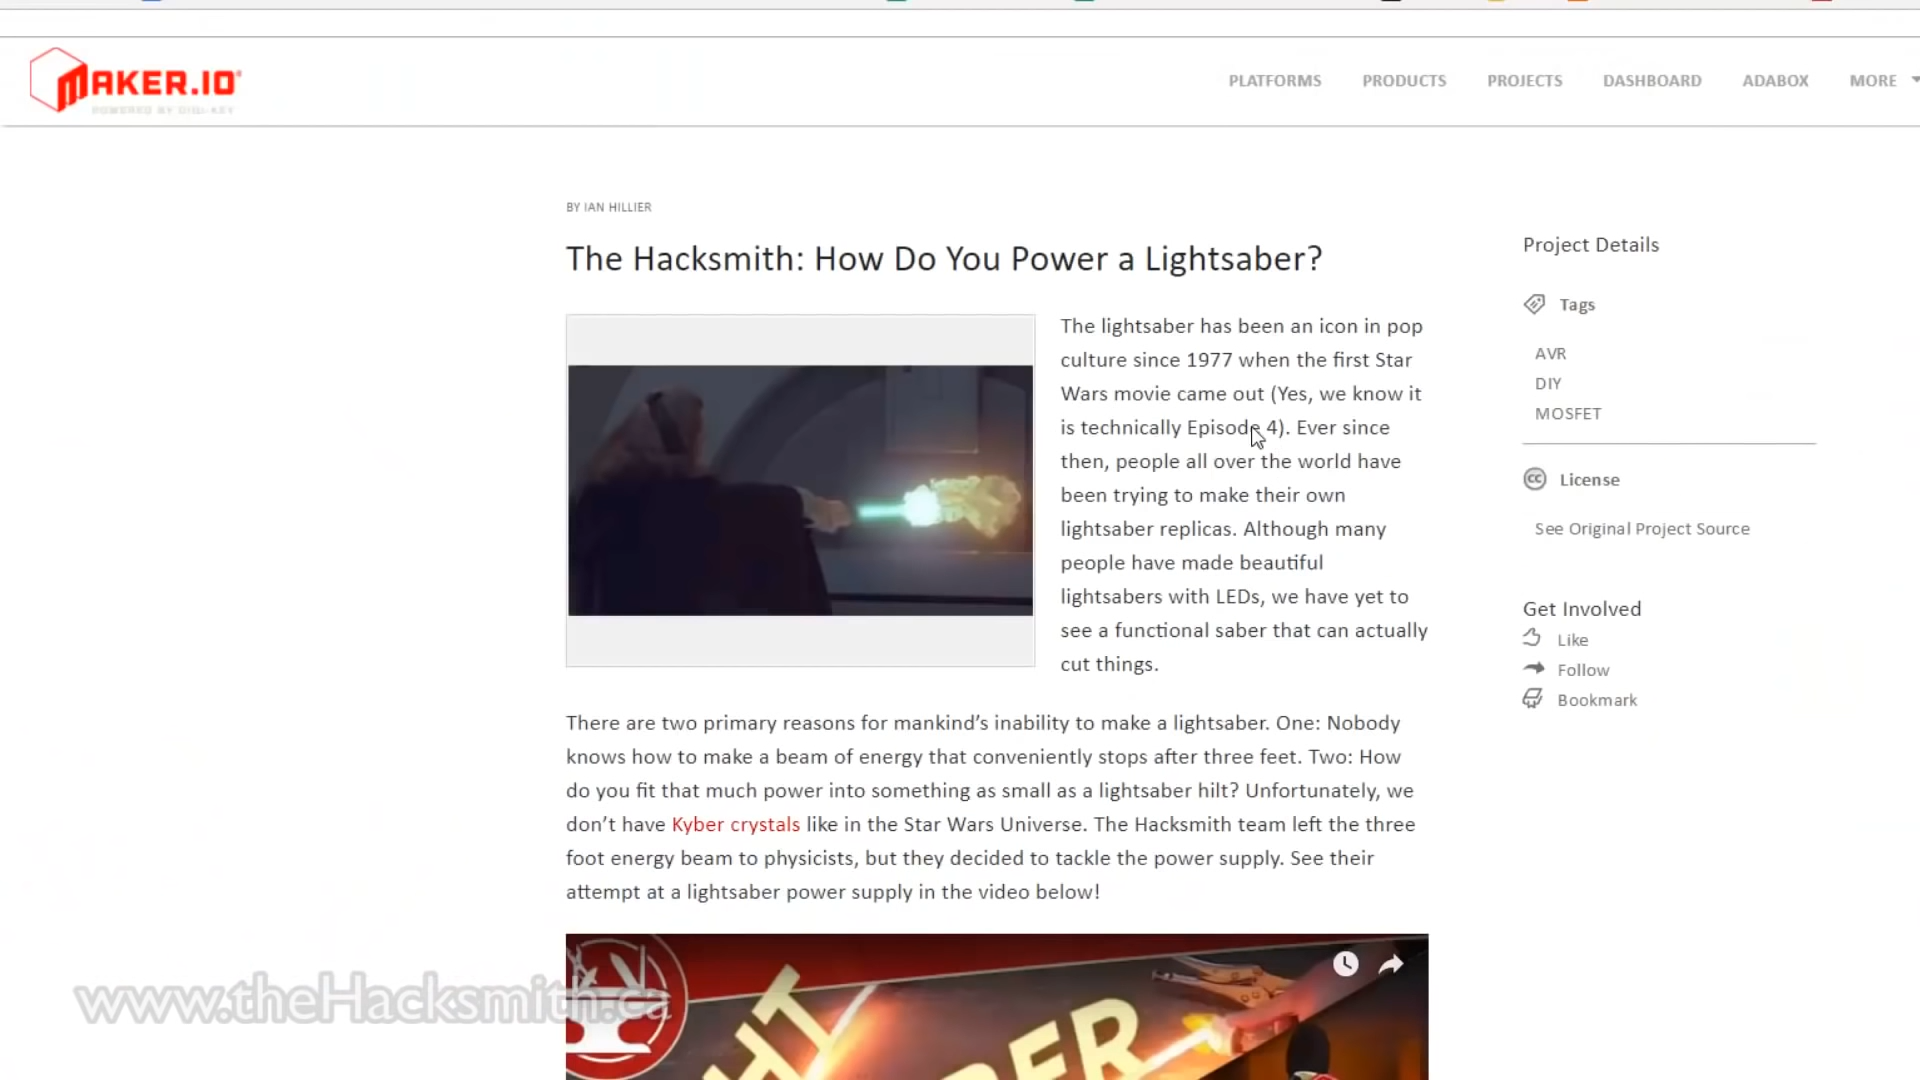 MAKER.IO
POWERED BY DIGI-KEY
PLATFORMS PRODUCTS PROJECTS DASHBOARD ADABOX MORE
BY IAN HILLIER
The Hacksmith: How Do You Power a Lightsaber?
The lightsaber has been an icon in pop
culture since 1977 when the first Star
Wars movie came out (Yes, we know it
is technically Episode 4). Ever since
then, people all over the world have
been trying to make their own
lightsaber replicas. Although many
people have made beautiful
lightsabers with LEDs, we have yet to
see a functional saber that can actually
cut things.
There are two primary reasons for mankind’s inability to make a lightsaber. One: Nobody
knows how to make a beam of energy that conveniently stops after three feet. Two: How
do you fit that much power into something as small as a lightsaber hilt? Unfortunately, we
don’t have Kyber crystals like in the Star Wars Universe. The Hacksmith team left the three
foot energy beam to physicists, but they decided to tackle the power supply. See their
attempt at a lightsaber power supply in the video below!
Project Details
Tags
AVR
DIY
MOSFET
cc License
See Original Project Source
Get Involved
Like
Follow
Bookmark
www.theHacksmith.ca